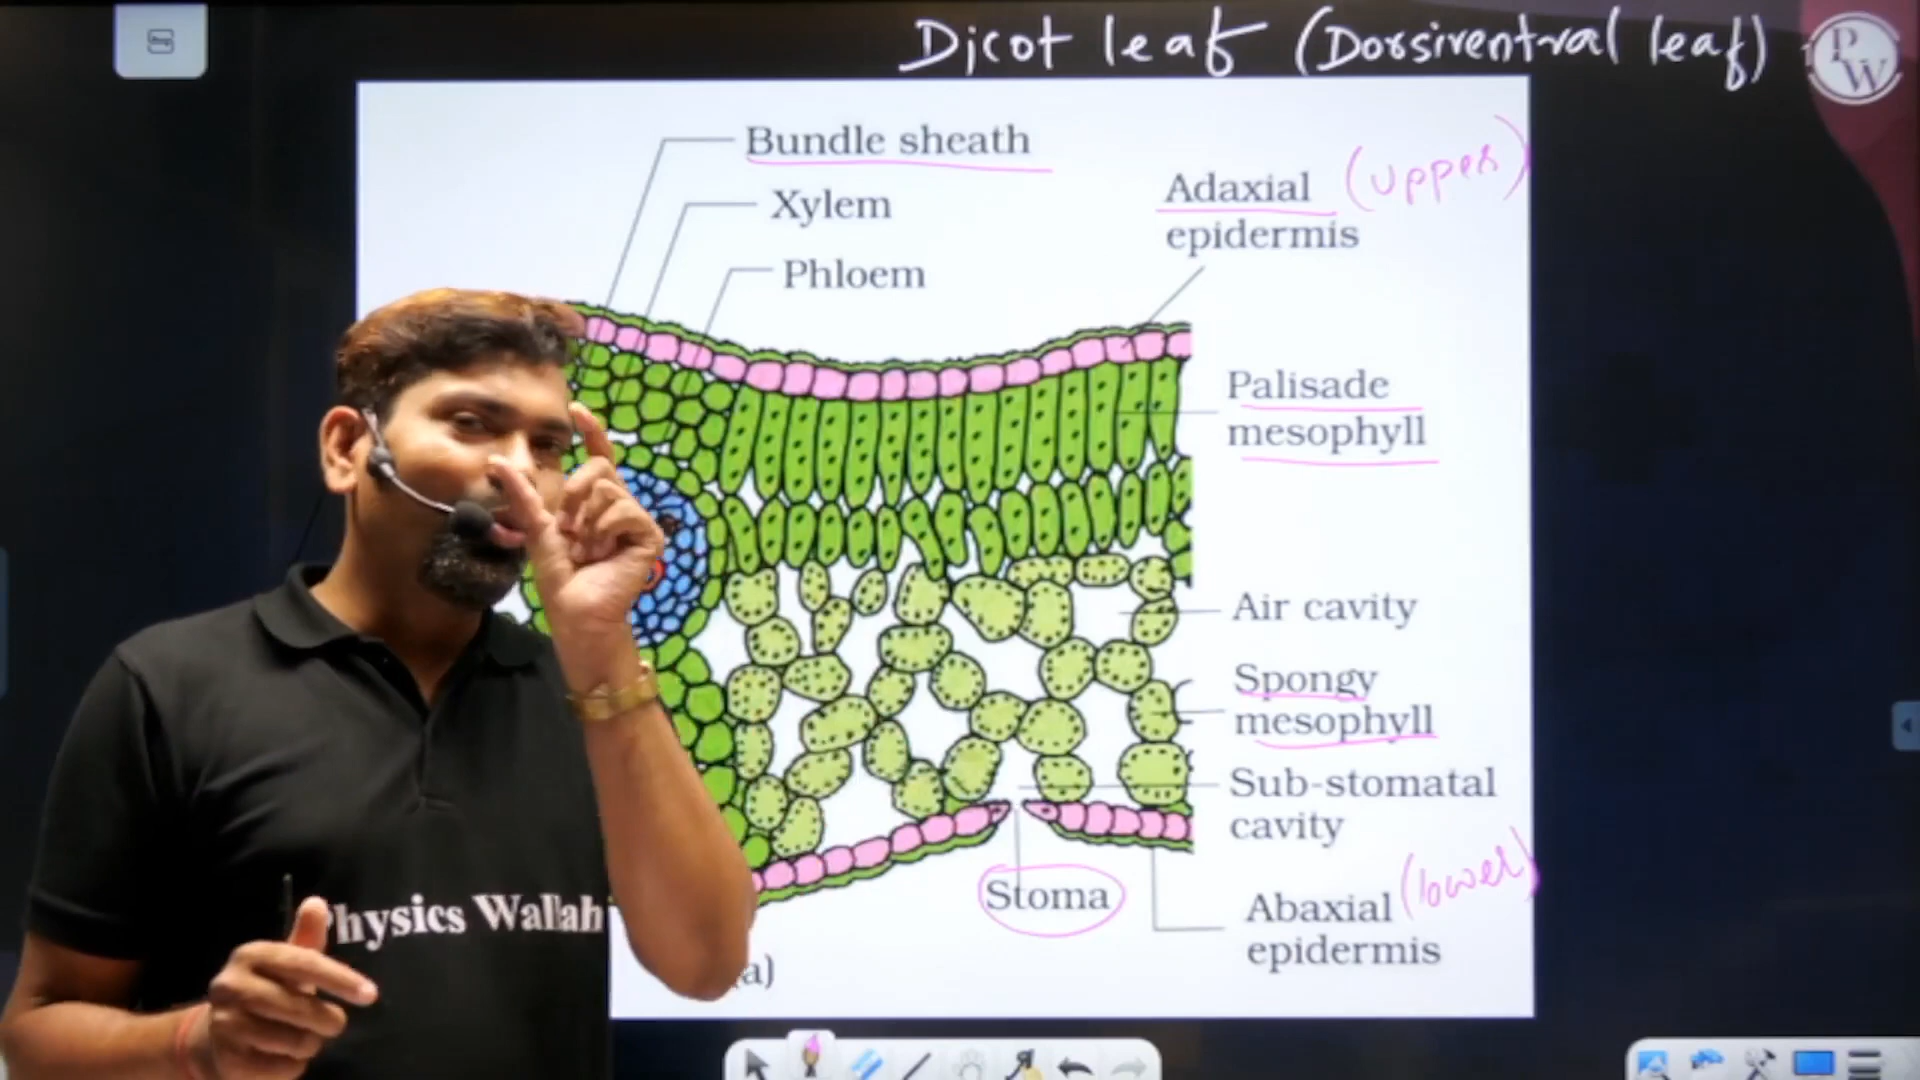 Dicot leaf (Dorsiventral leaf)
PW
Bundle sheath
Xylem
Phloem
Adaxial (upper)
epidermis
Palisade
mesophyll
Air cavity
Spongy
mesophyll
Sub-stomatal
cavity
Stoma
Abaxial (lower)
epidermis
(a)
Physics Wallah